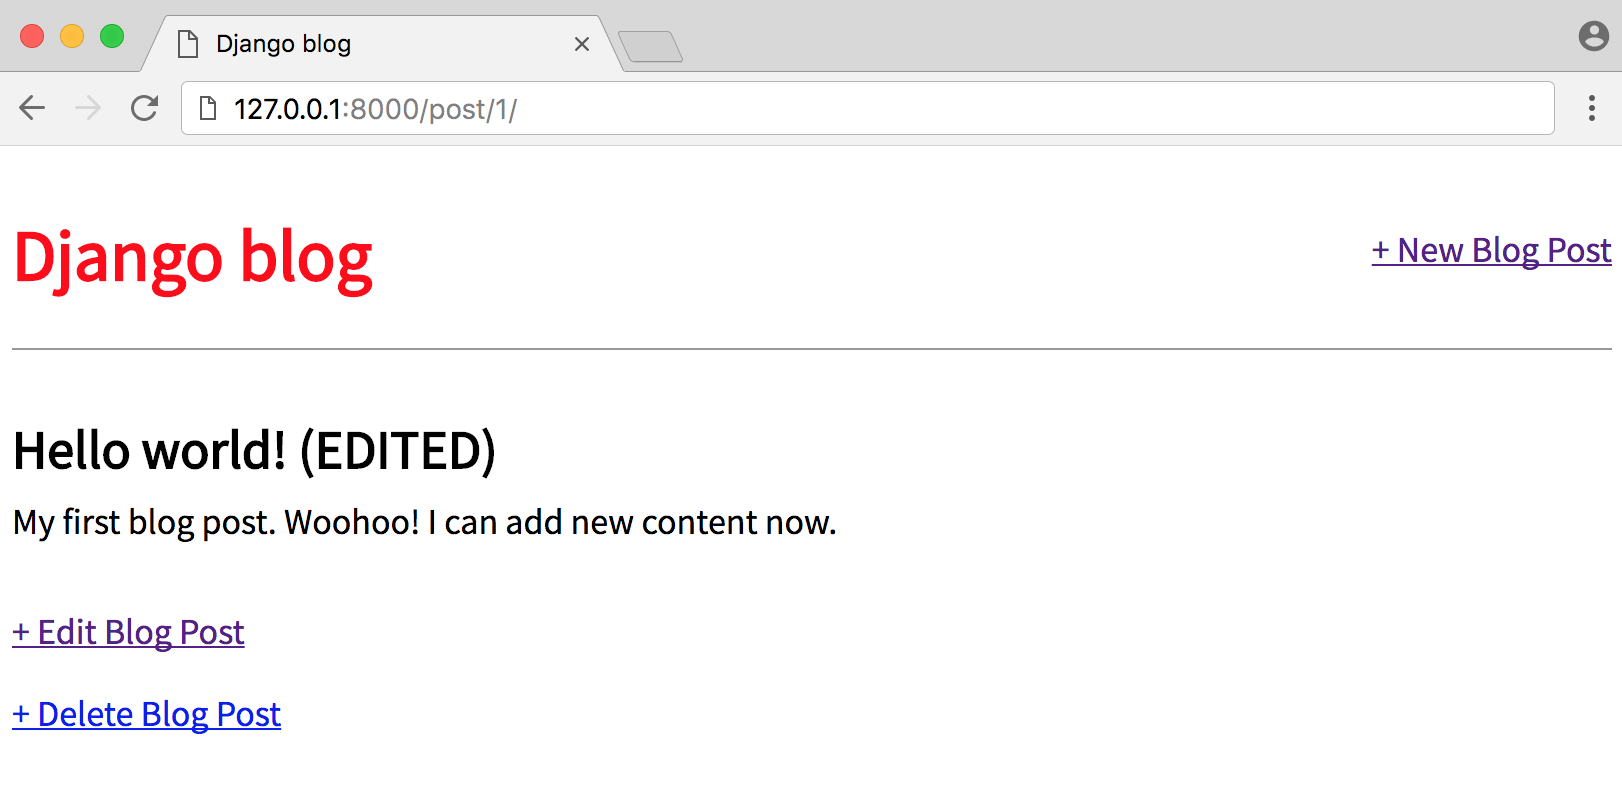 Django blog
127.0.0.1:8000/post/1/
Django blog
+ New Blog Post
Hello world! (EDITED)
My first blog post. Woohoo! I can add new content now.
+ Edit Blog Post
+ Delete Blog Post